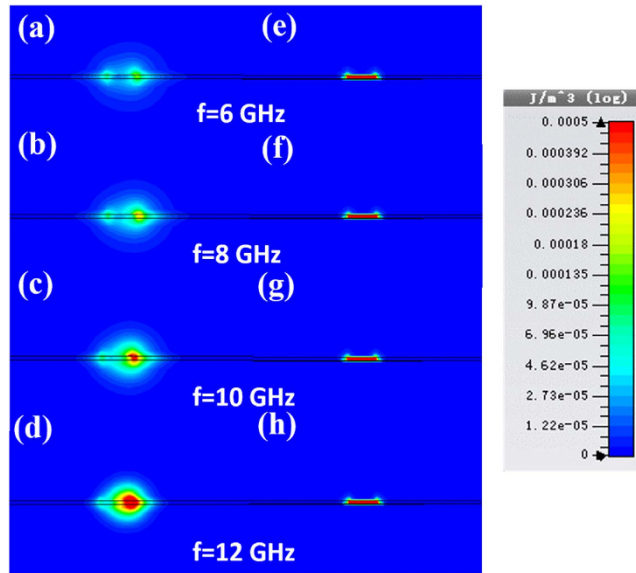 (a) (e)
f=6 GHz
(b) (f)
f=8 GHz
(c) (g)
f=10 GHz
(d) (h)
f=12 GHz
J/m^3 (log)
0.0005
0.000392
0.000306
0.000236
0.00018
0.000135
9.87e-05
6.96e-05
4.62e-05
2.73e-05
1.22e-05
0